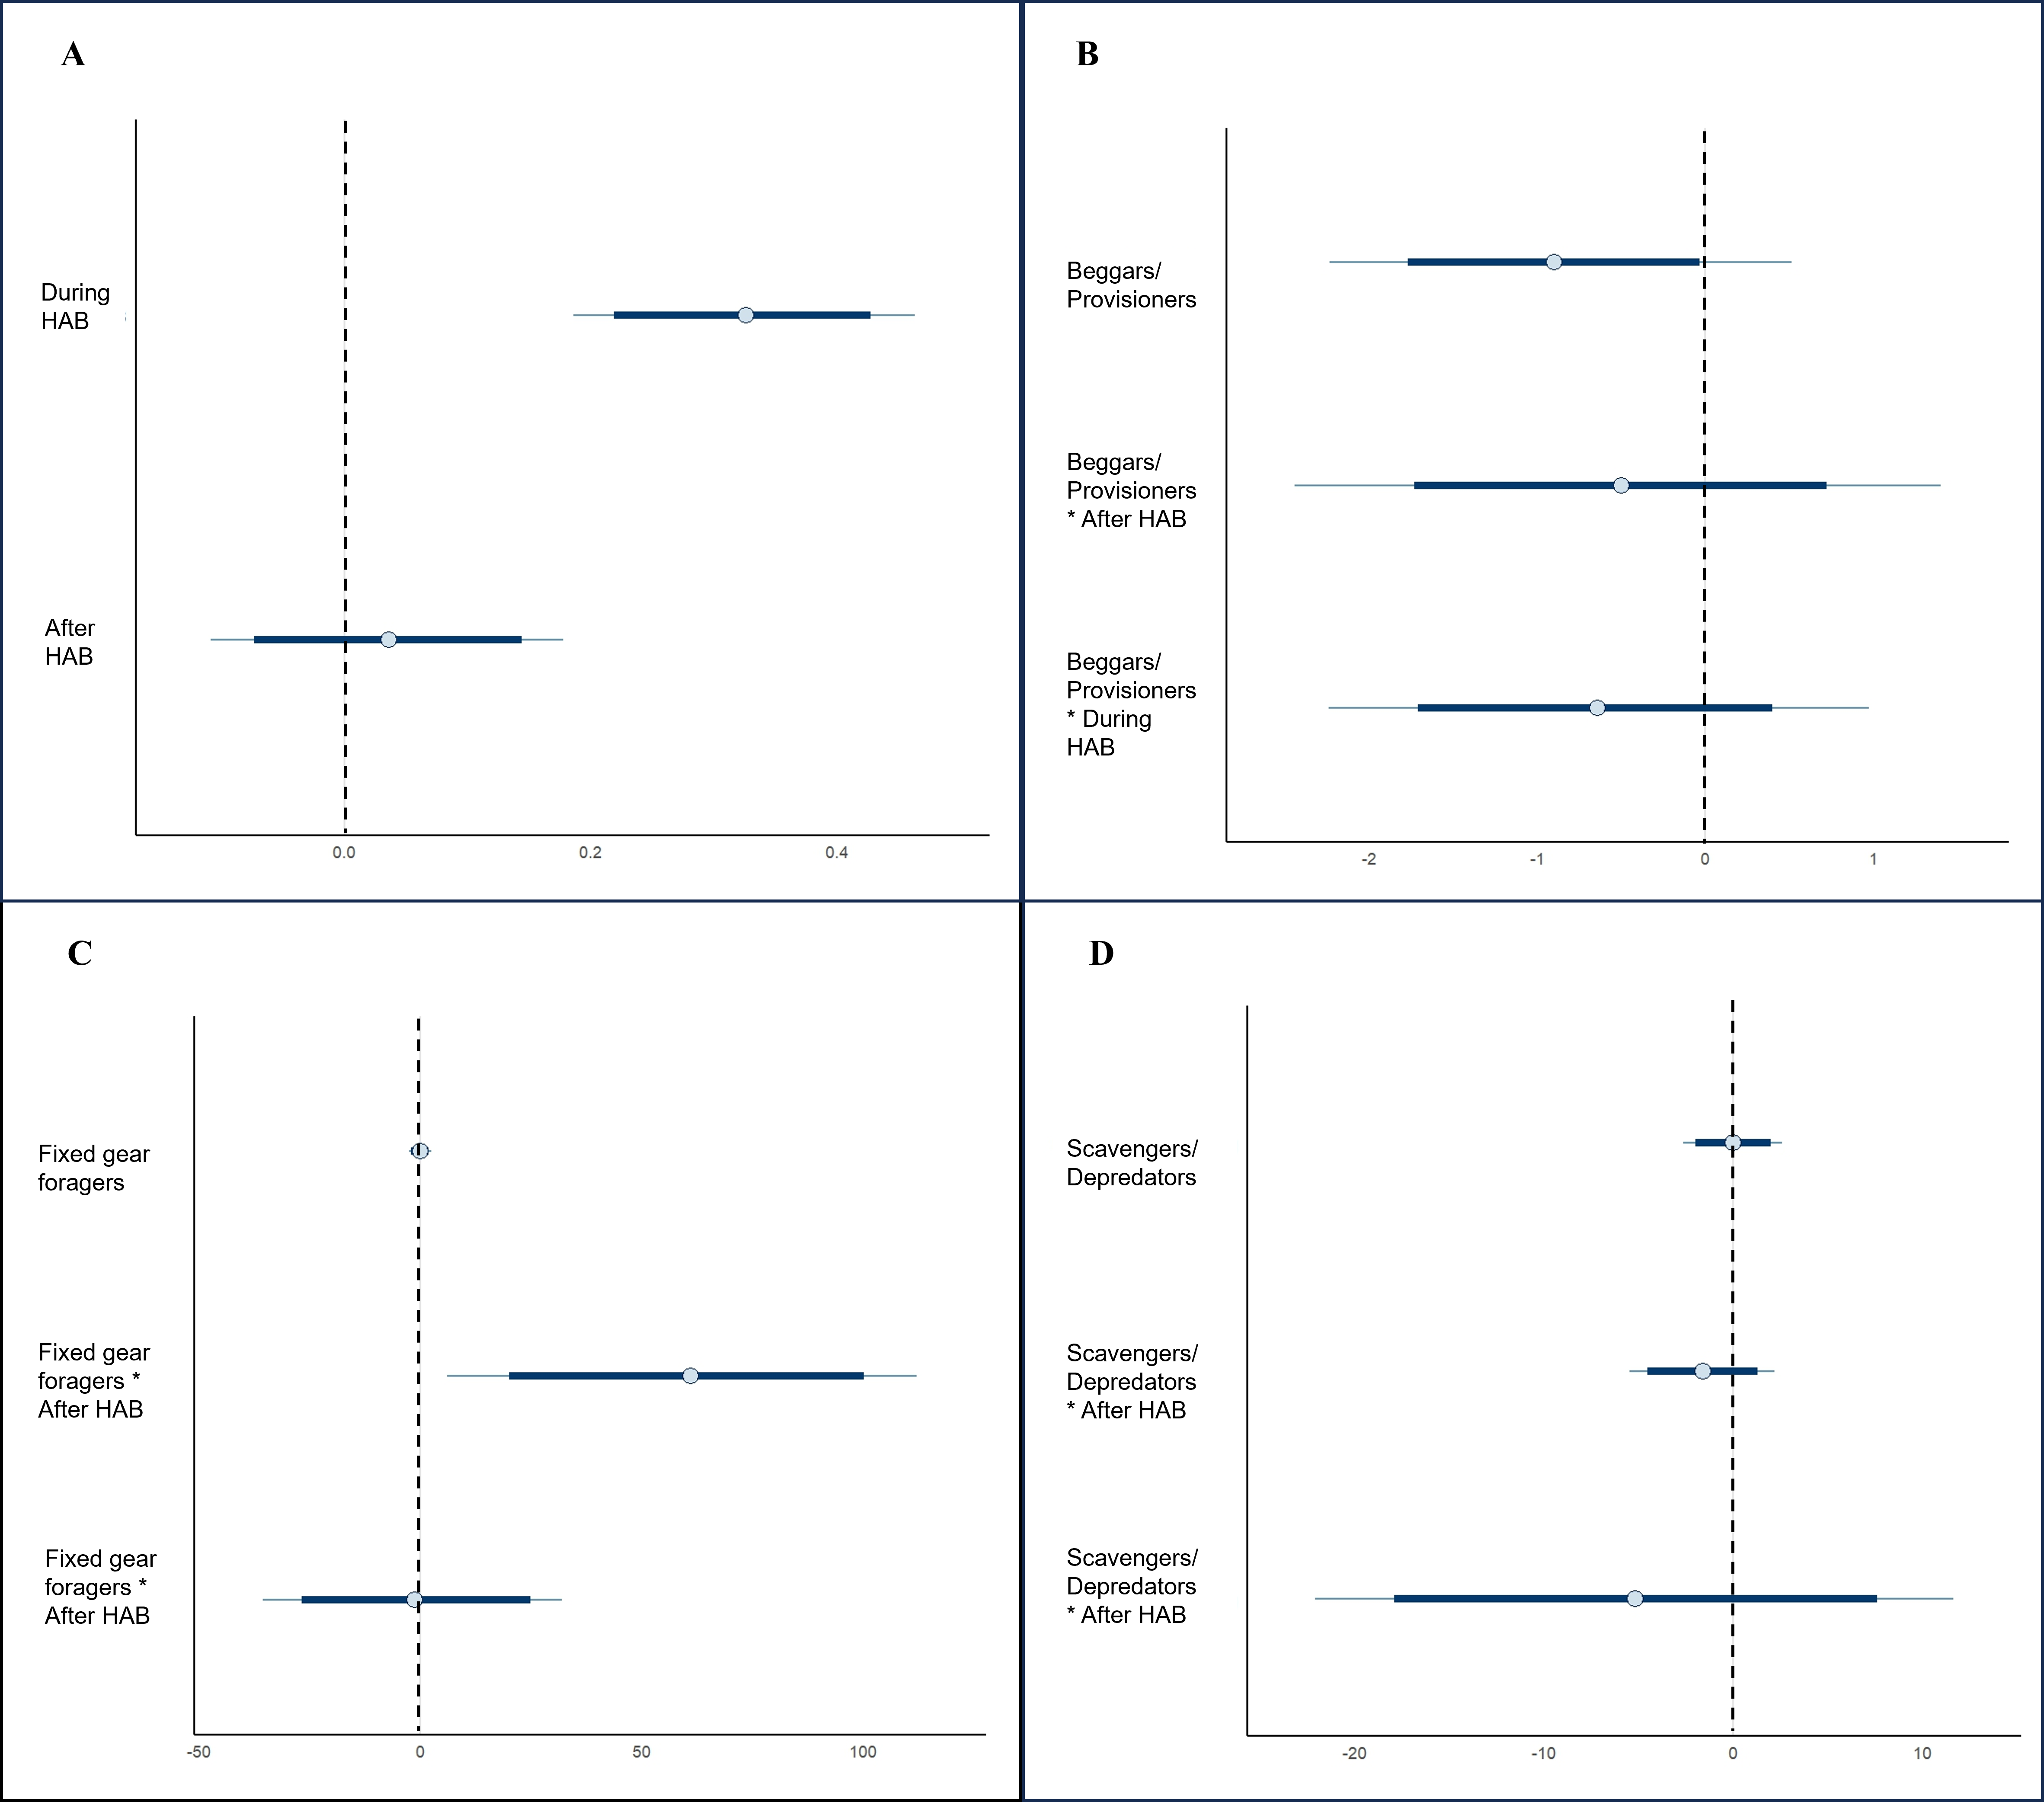 A
During
HAB
After
HAB
0.0
0.2
0.4
B
Beggars/
Provisioners
Beggars/
Provisioners
* After HAB
Beggars/
Provisioners
* During
HAB
-2
-1
0
1
C
Fixed gear
foragers
Fixed gear
foragers *
After HAB
Fixed gear
foragers *
After HAB
-50
0
50
100
D
Scavengers/
Depredators
Scavengers/
Depredators
* After HAB
Scavengers/
Depredators
* After HAB
-20
-10
0
10